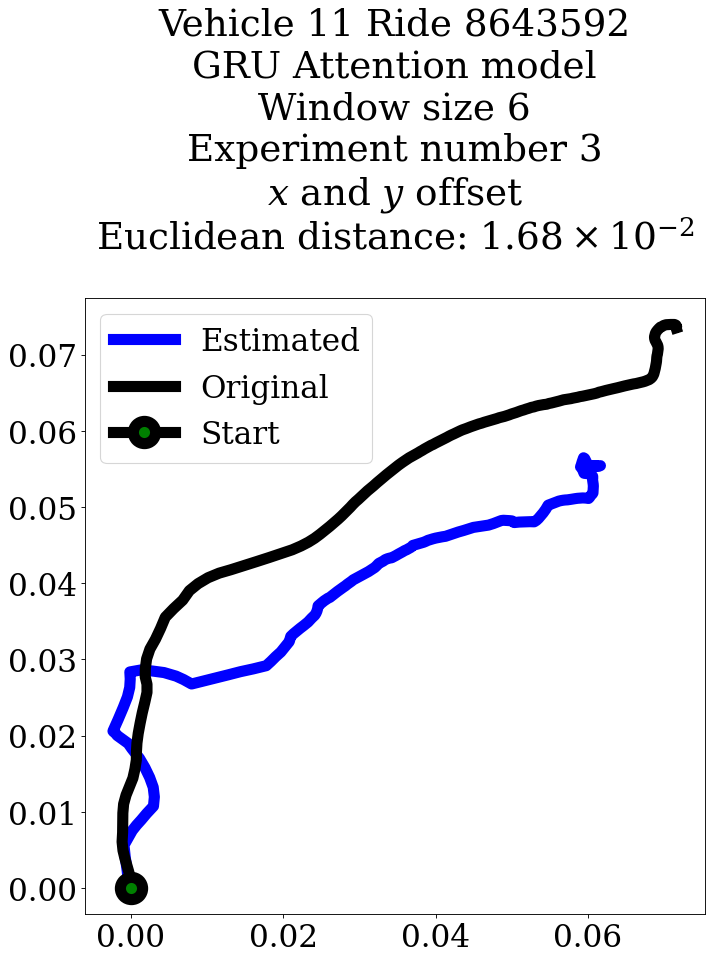 Vehicle 11 Ride 8643592
GRU Attention model
Window size 6
Experiment number 3
x and y offset
Euclidean distance: 1.68 × 10⁻²
Estimated
Original
Start
0.07
0.06
0.05
0.04
0.03
0.02
0.01
0.00
0.00 0.02 0.04 0.06